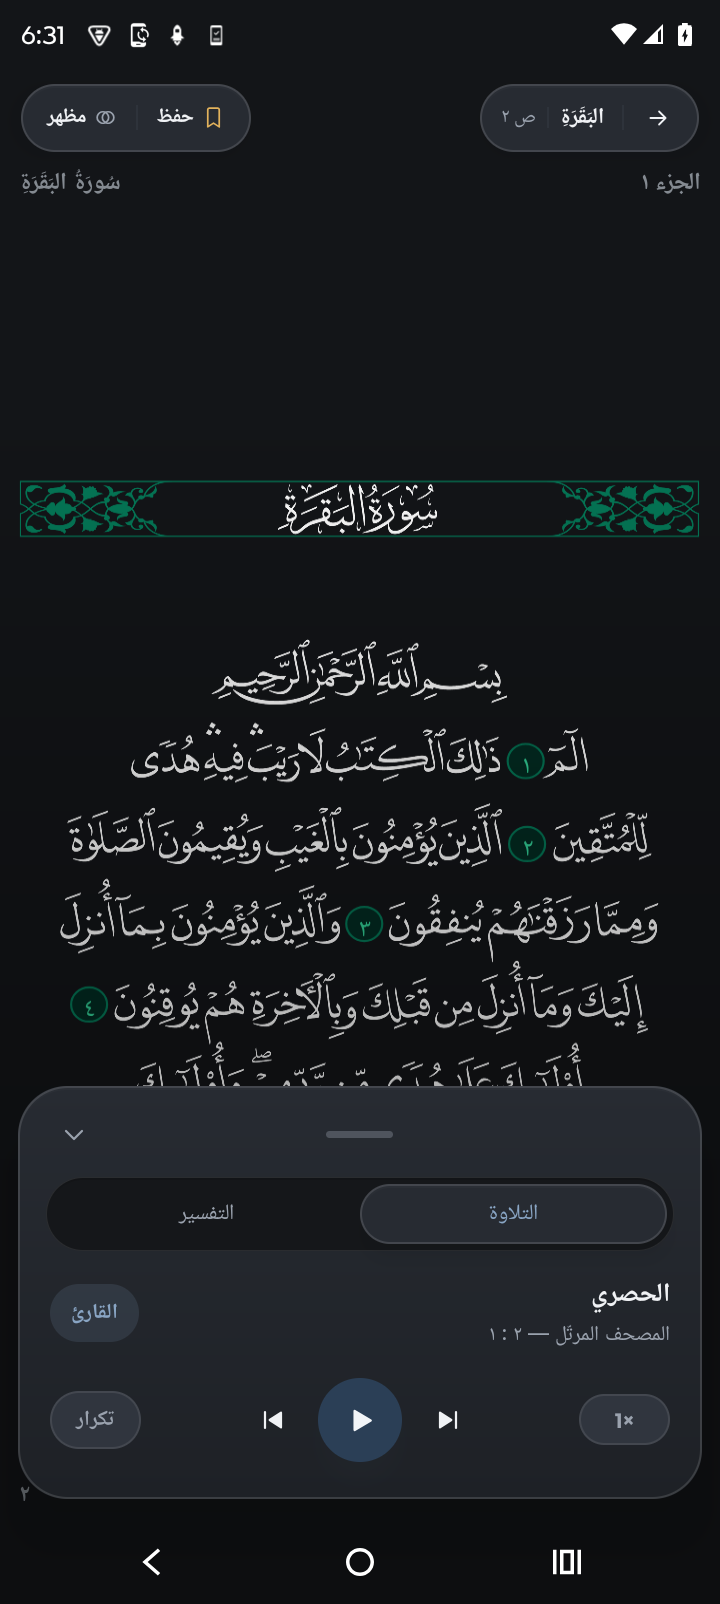 6:31
→ البَقَرَةِ ص ٢
حفظ مظهر
الجزء ١
سُورَةُ البَقَرَةِ
سُورَةُ البَقَرَةِ
بِسْمِ ٱللَّهِ ٱلرَّحْمَٰنِ ٱلرَّحِيمِ
الٓمٓ ١ ذَٰلِكَ ٱلْكِتَٰبُ لَا رَيْبَۛ فِيهِۛ هُدًى
لِّلْمُتَّقِينَ ٢ ٱلَّذِينَ يُؤْمِنُونَ بِٱلْغَيْبِ وَيُقِيمُونَ ٱلصَّلَوٰةَ
وَمِمَّا رَزَقْنَٰهُمْ يُنفِقُونَ ٣ وَٱلَّذِينَ يُؤْمِنُونَ بِمَآ أُنزِلَ
إِلَيْكَ وَمَآ أُنزِلَ مِن قَبْلِكَ وَبِٱلْأَخِرَةِ هُمْ يُوقِنُونَ ٤
أُو۟لَٰٓئِكَ عَلَىٰ هُدًى مِّن رَّبِّهِمْۖ وَأُو۟لَٰٓئِكَ
التلاوة
التفسير
الحصري
المصحف المرتّل — ٢ : ١
القارئ
1×
تكرار
٢